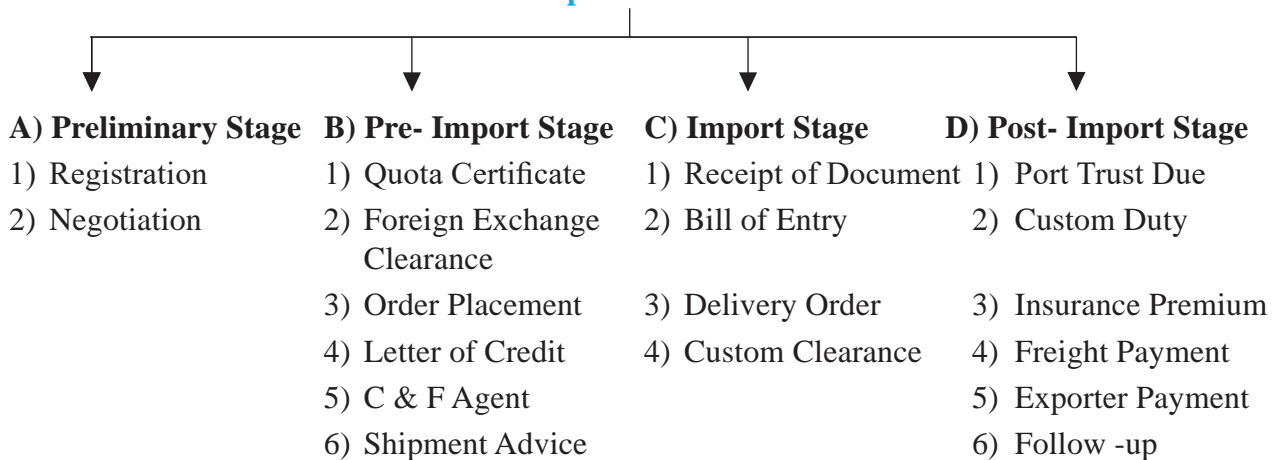 A) Preliminary Stage
1) Registration
2) Negotiation
B) Pre- Import Stage
1) Quota Certificate
2) Foreign Exchange
Clearance
3) Order Placement
4) Letter of Credit
5) C & F Agent
6) Shipment Advice
C) Import Stage
1) Receipt of Document
2) Bill of Entry
3) Delivery Order
4) Custom Clearance
D) Post- Import Stage
1) Port Trust Due
2) Custom Duty
3) Insurance Premium
4) Freight Payment
5) Exporter Payment
6) Follow -up